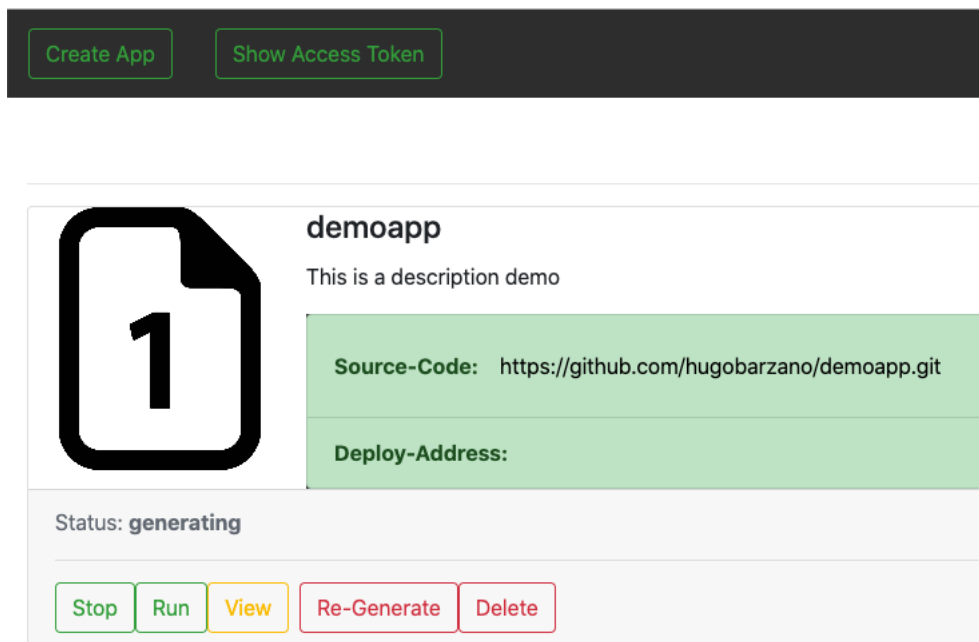 Create App Show Access Token
demoapp
This is a description demo
1
Source-Code: https://github.com/hugobarzano/demoapp.git
Deploy-Address:
Status: generating
Stop Run View Re-Generate Delete